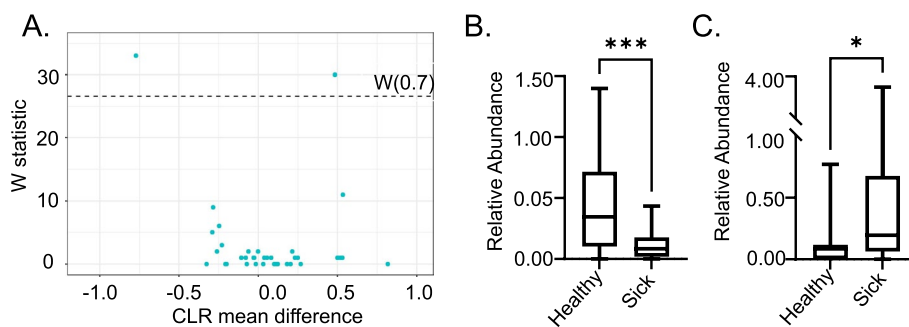 A.
W statistic
30
20
10
0
W(0.7)
-1.0
-0.5
0.0
0.5
1.0
CLR mean difference
B.
***
Relative Abundance
1.50
1.00
0.05
0.00
Healthy
Sick
C.
*
Relative Abundance
4.00
1.00
0.50
0.00
Healthy
Sick